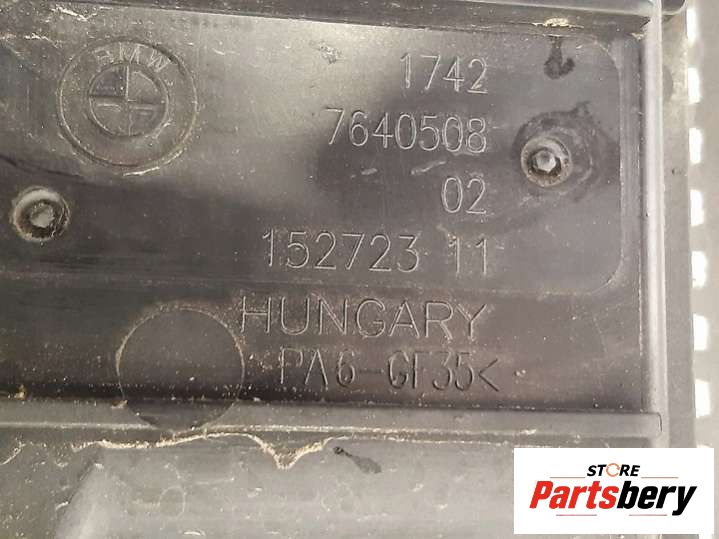 BMW
1742
7640508
02
152723 11
HUNGARY
>PA6-GF35<
STORE
Partsbery